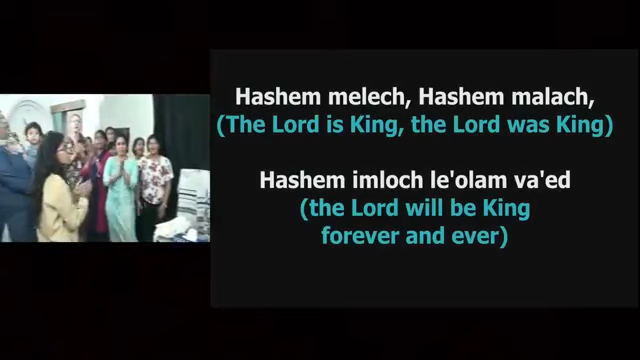 Hashem melech, Hashem malach,
(The Lord is King, the Lord was King)
Hashem imloch le'olam va'ed
(the Lord will be King
forever and ever)